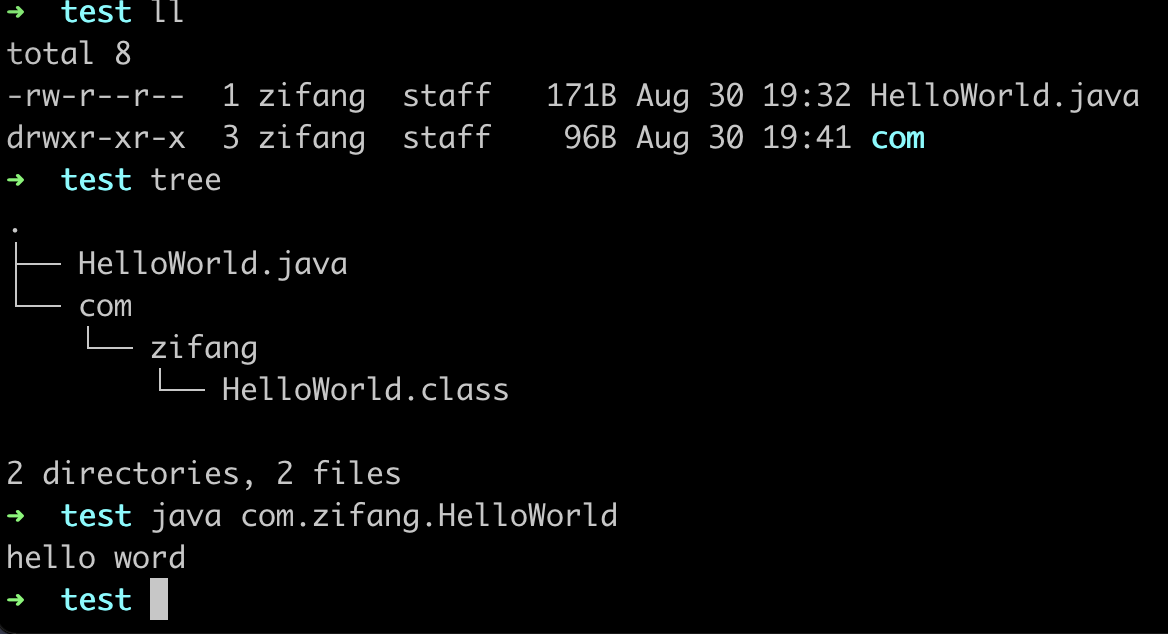 ➜  test ll
total 8
-rw-r--r--  1 zifang  staff   171B Aug 30 19:32 HelloWorld.java
drwxr-xr-x  3 zifang  staff    96B Aug 30 19:41 com
➜  test tree
.
├── HelloWorld.java
└── com
    └── zifang
        └── HelloWorld.class
2 directories, 2 files
➜  test java com.zifang.HelloWorld
hello word
➜  test